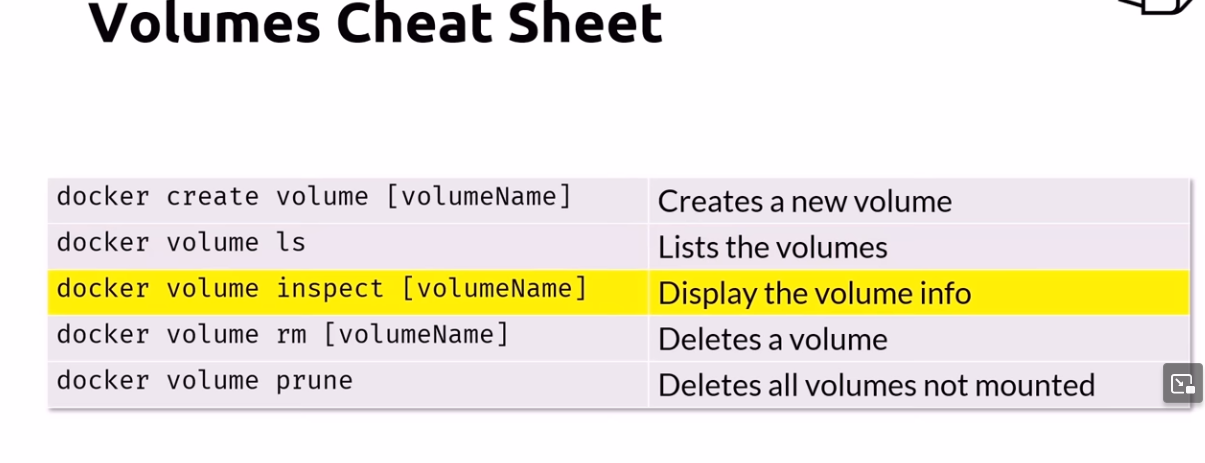 Volumes Cheat Sheet
docker create volume [volumeName] Creates a new volume
docker volume ls Lists the volumes
docker volume inspect [volumeName] Display the volume info
docker volume rm [volumeName] Deletes a volume
docker volume prune Deletes all volumes not mounted